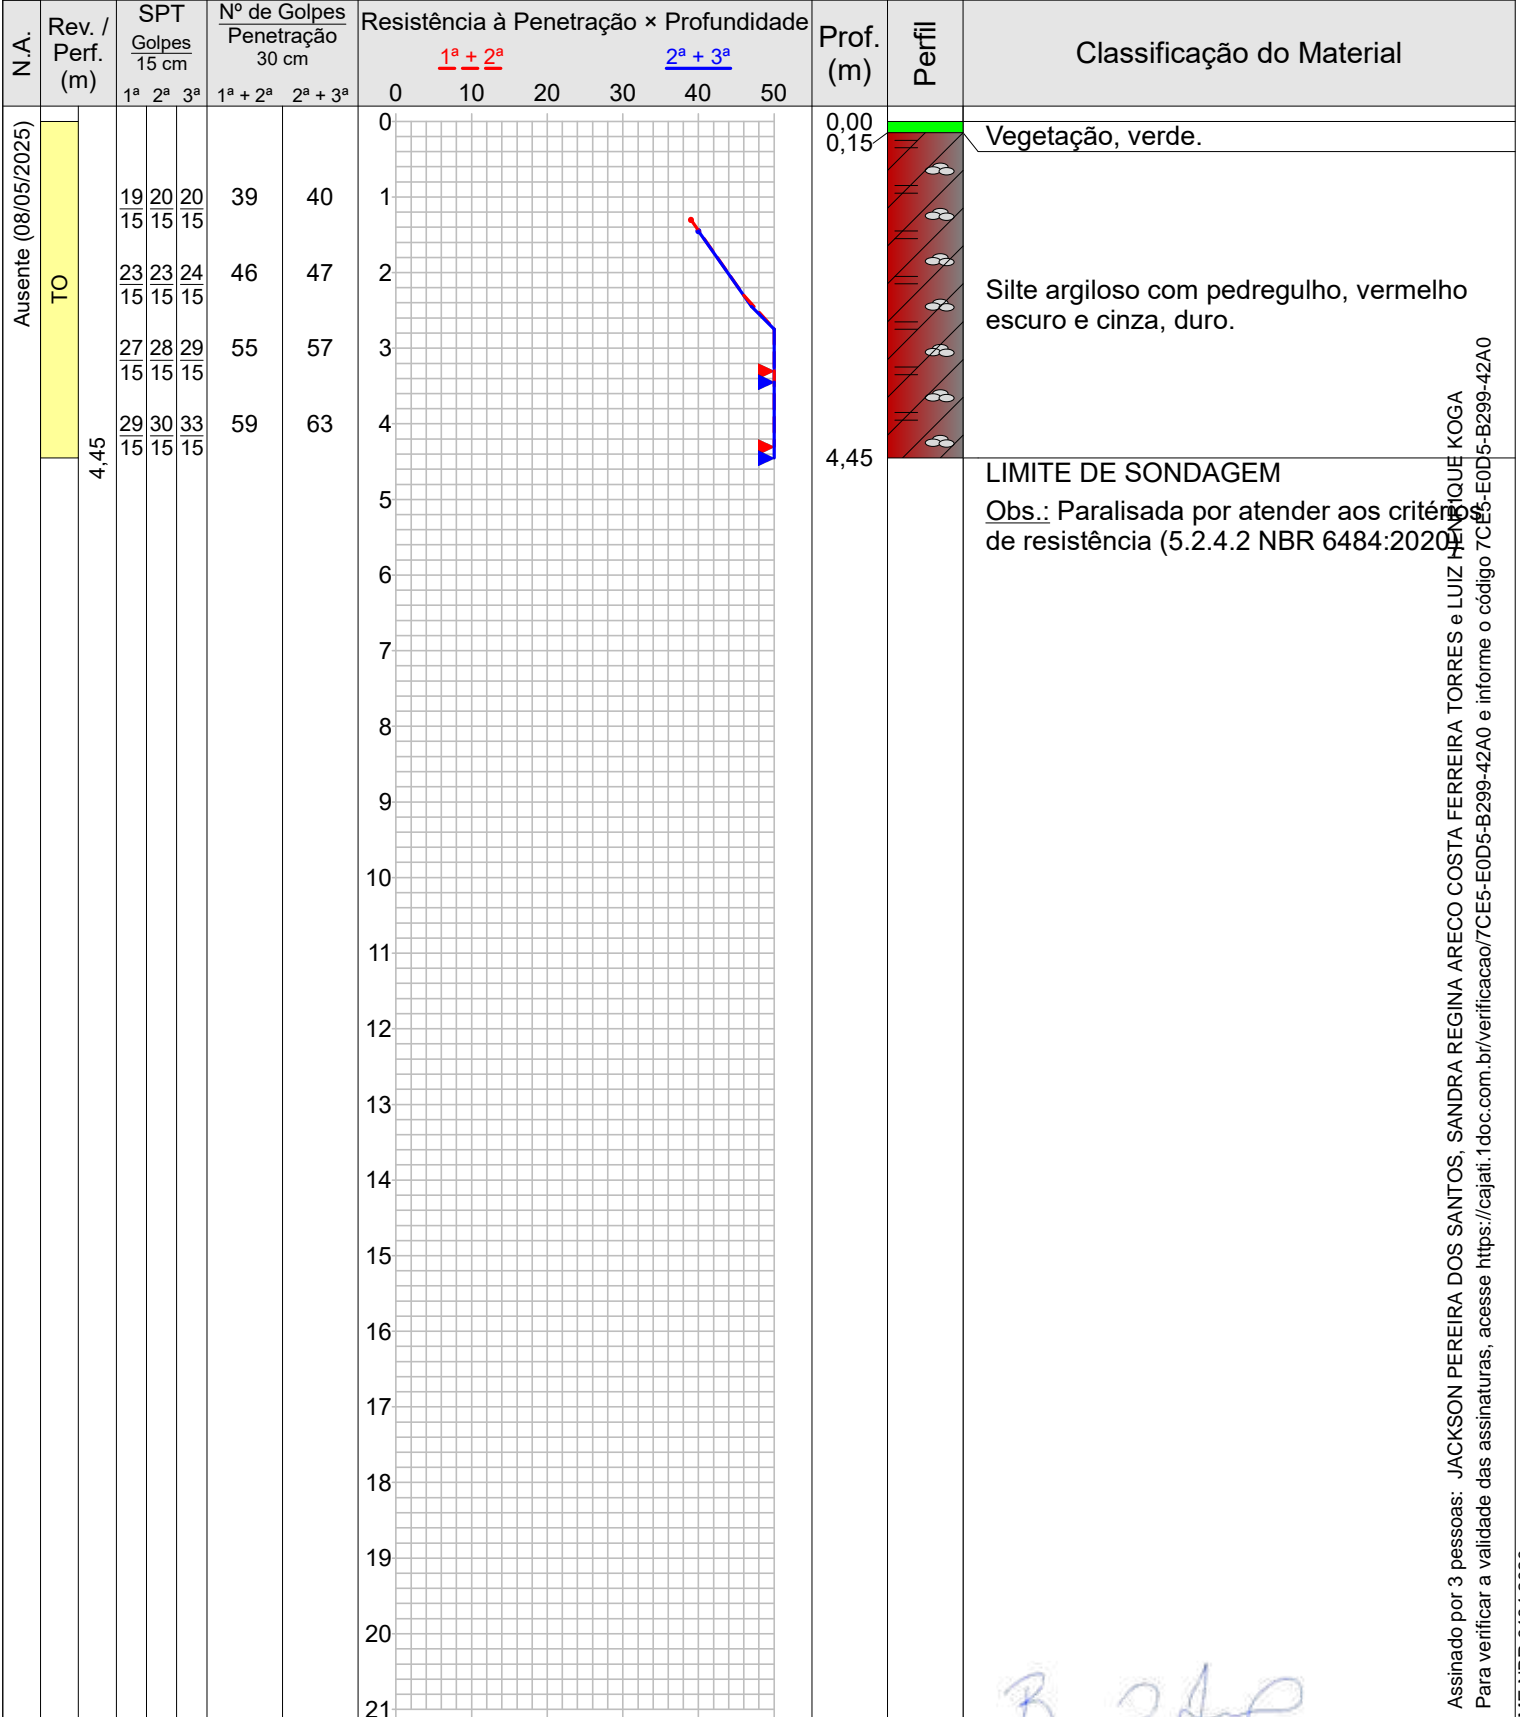 N.A.
Rev. /
Perf.
(m)
SPT
Golpes
15 cm
1ª 2ª 3ª
Nº de Golpes
Penetração
30 cm
1ª + 2ª 2ª + 3ª
Resistência à Penetração × Profundidade
1ª + 2ª 2ª + 3ª
0 10 20 30 40 50
Prof.
(m)
Perfil
Classificação do Material
Ausente (08/05/2025)
TO
4,45
19 20 20 39 40
15 15 15
23 23 24 46 47
15 15 15
27 28 29 55 57
15 15 15
29 30 33 59 63
15 15 15
0
1
2
3
4
5
6
7
8
9
10
11
12
13
14
15
16
17
18
19
20
21
0,00
0,15
4,45
Vegetação, verde.
Silte argiloso com pedregulho, vermelho
escuro e cinza, duro.
LIMITE DE SONDAGEM
Obs.: Paralisada por atender aos critérios
de resistência (5.2.4.2 NBR 6484:2020).
Assinado por 3 pessoas: JACKSON PEREIRA DOS SANTOS, SANDRA REGINA ARECO COSTA FERREIRA TORRES e LUIZ HENRIQUE KOGA
Para verificar a validade das assinaturas, acesse https://cajati.1doc.com.br/verificacao/7CE5-E0D5-B299-42A0 e informe o código 7CE5-E0D5-B299-42A0